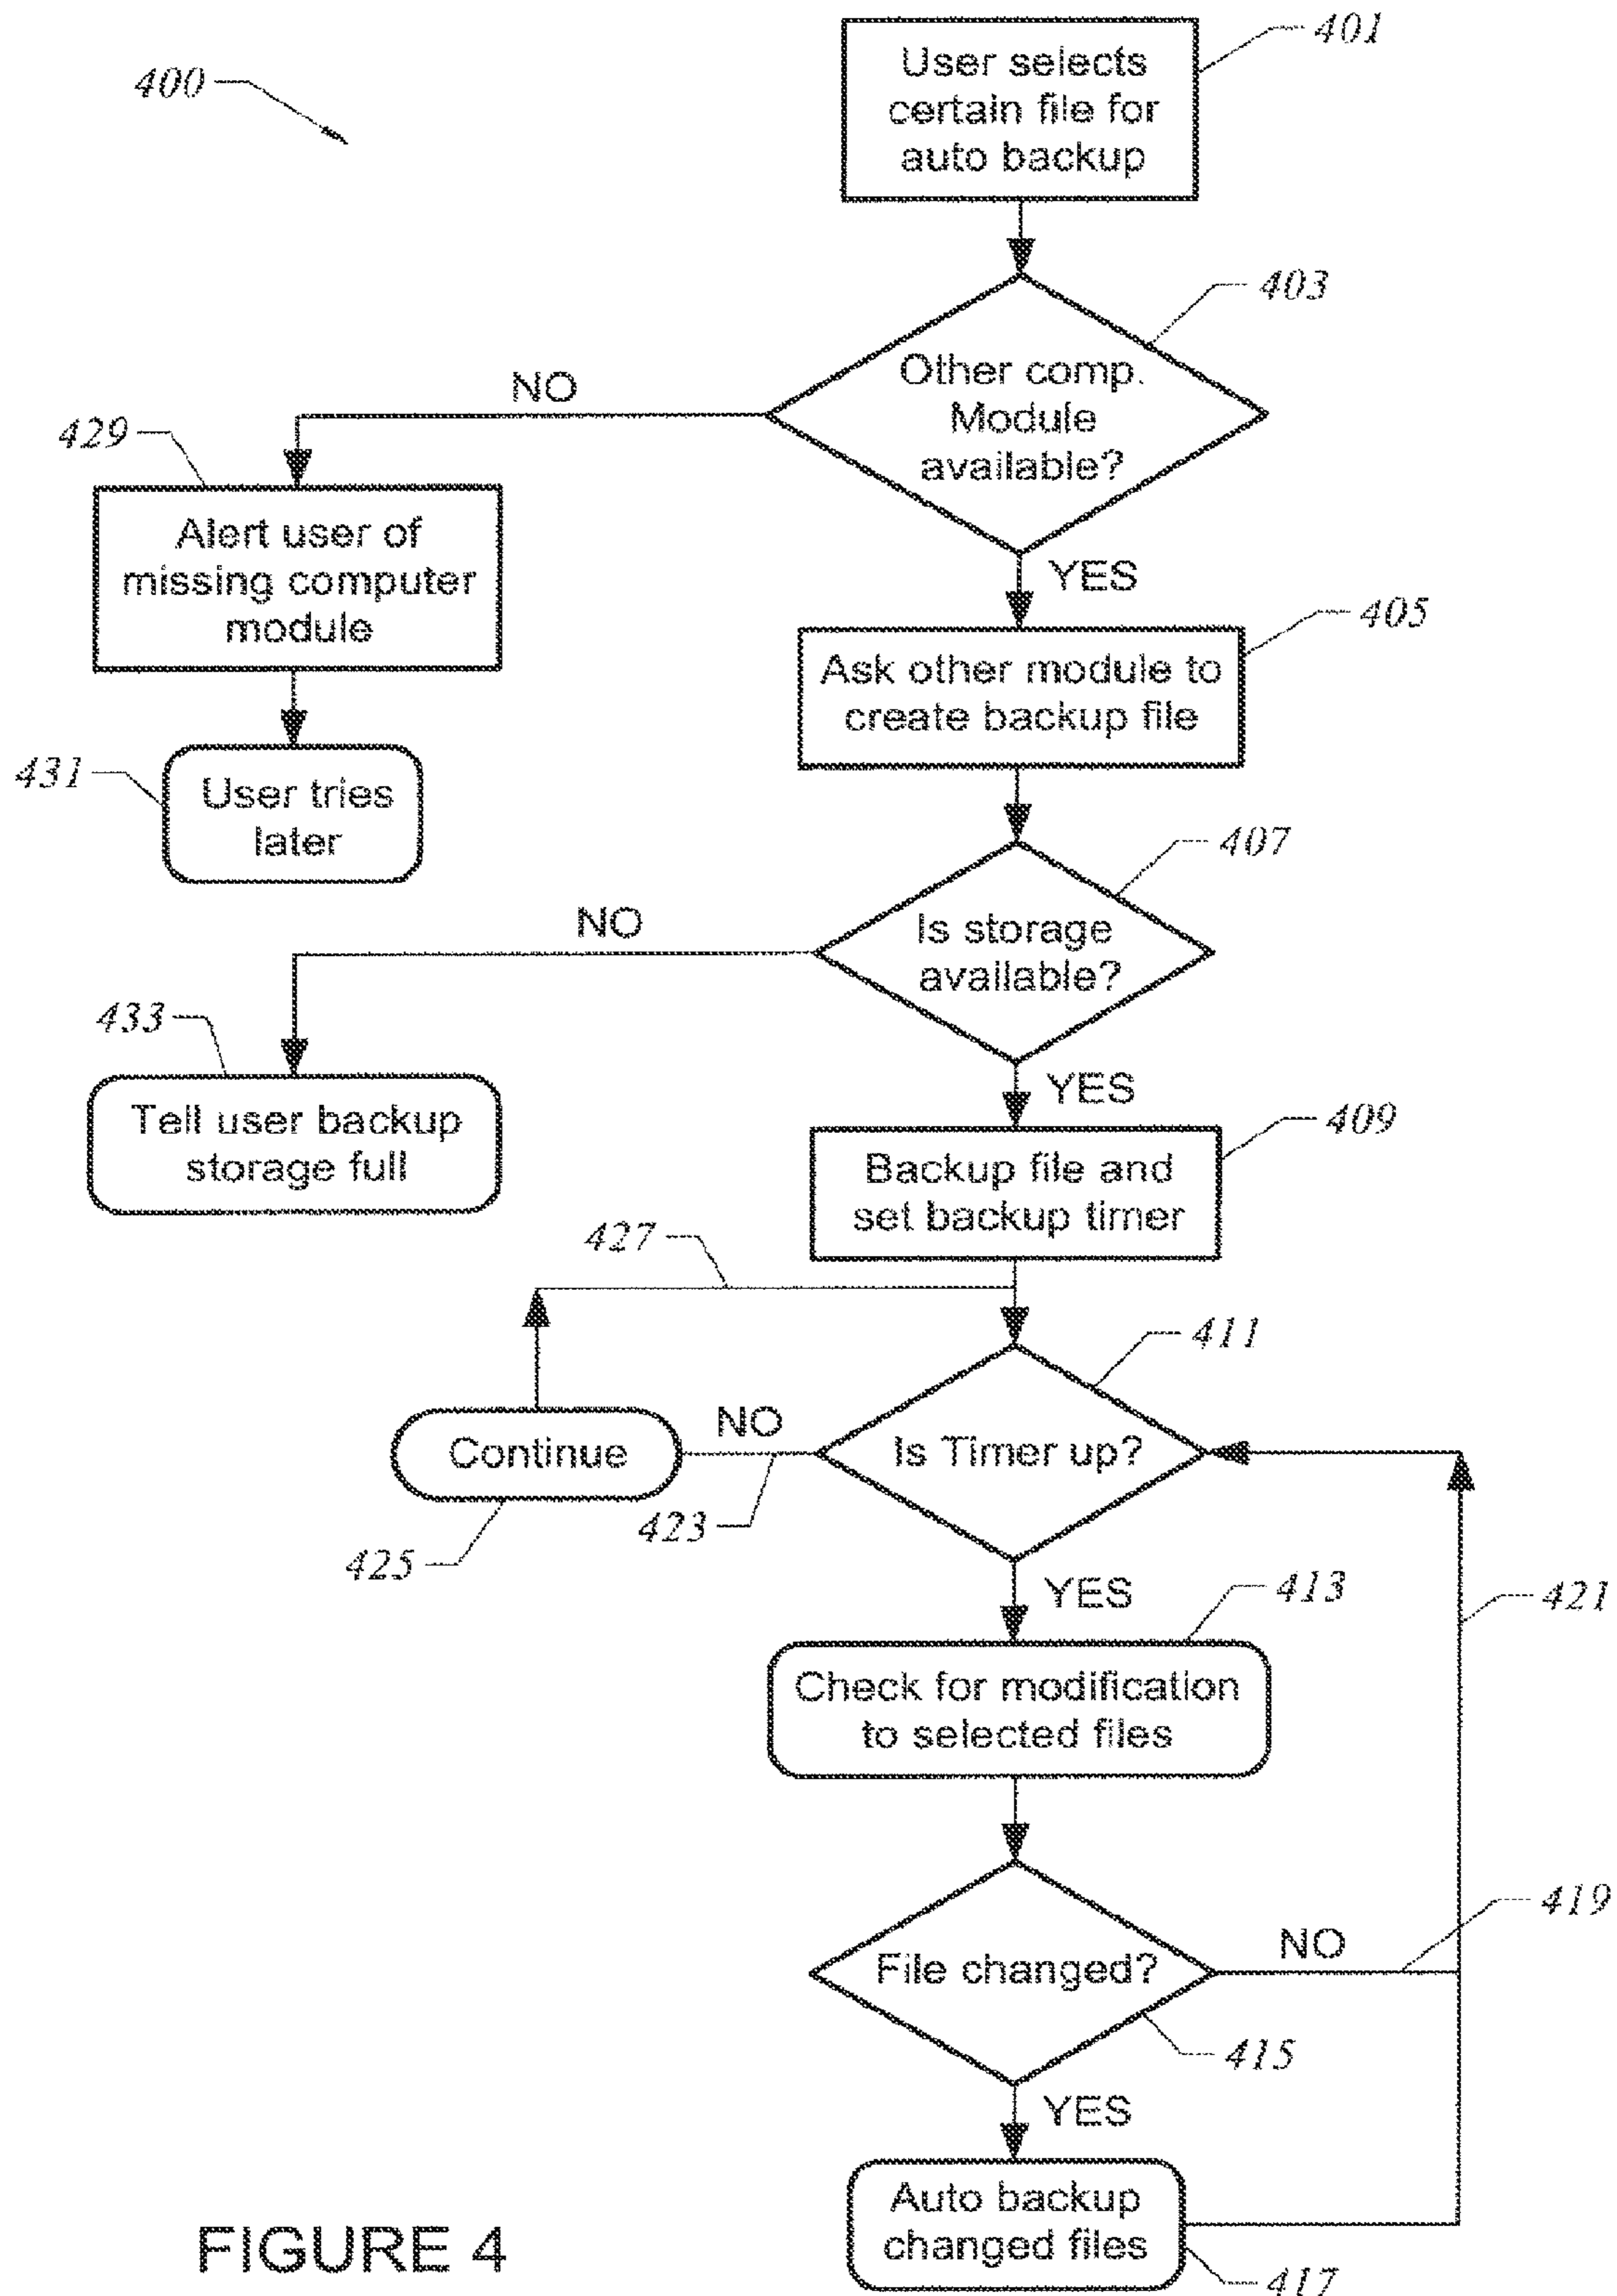 401
User selects
certain file for
auto backup
400
403
Other comp.
Module
available?
NO
429
Alert user of
missing computer
module
YES
405
Ask other module to
create backup file
431
User tries
later
407
Is storage
available?
NO
433
Tell user backup
storage full
YES
409
Backup file and
set backup timer
427
411
Is Timer up?
NO
Continue
423
425
YES
413
Check for modification
to selected files
421
419
File changed?
NO
415
YES
Auto backup
changed files
417
FIGURE 4